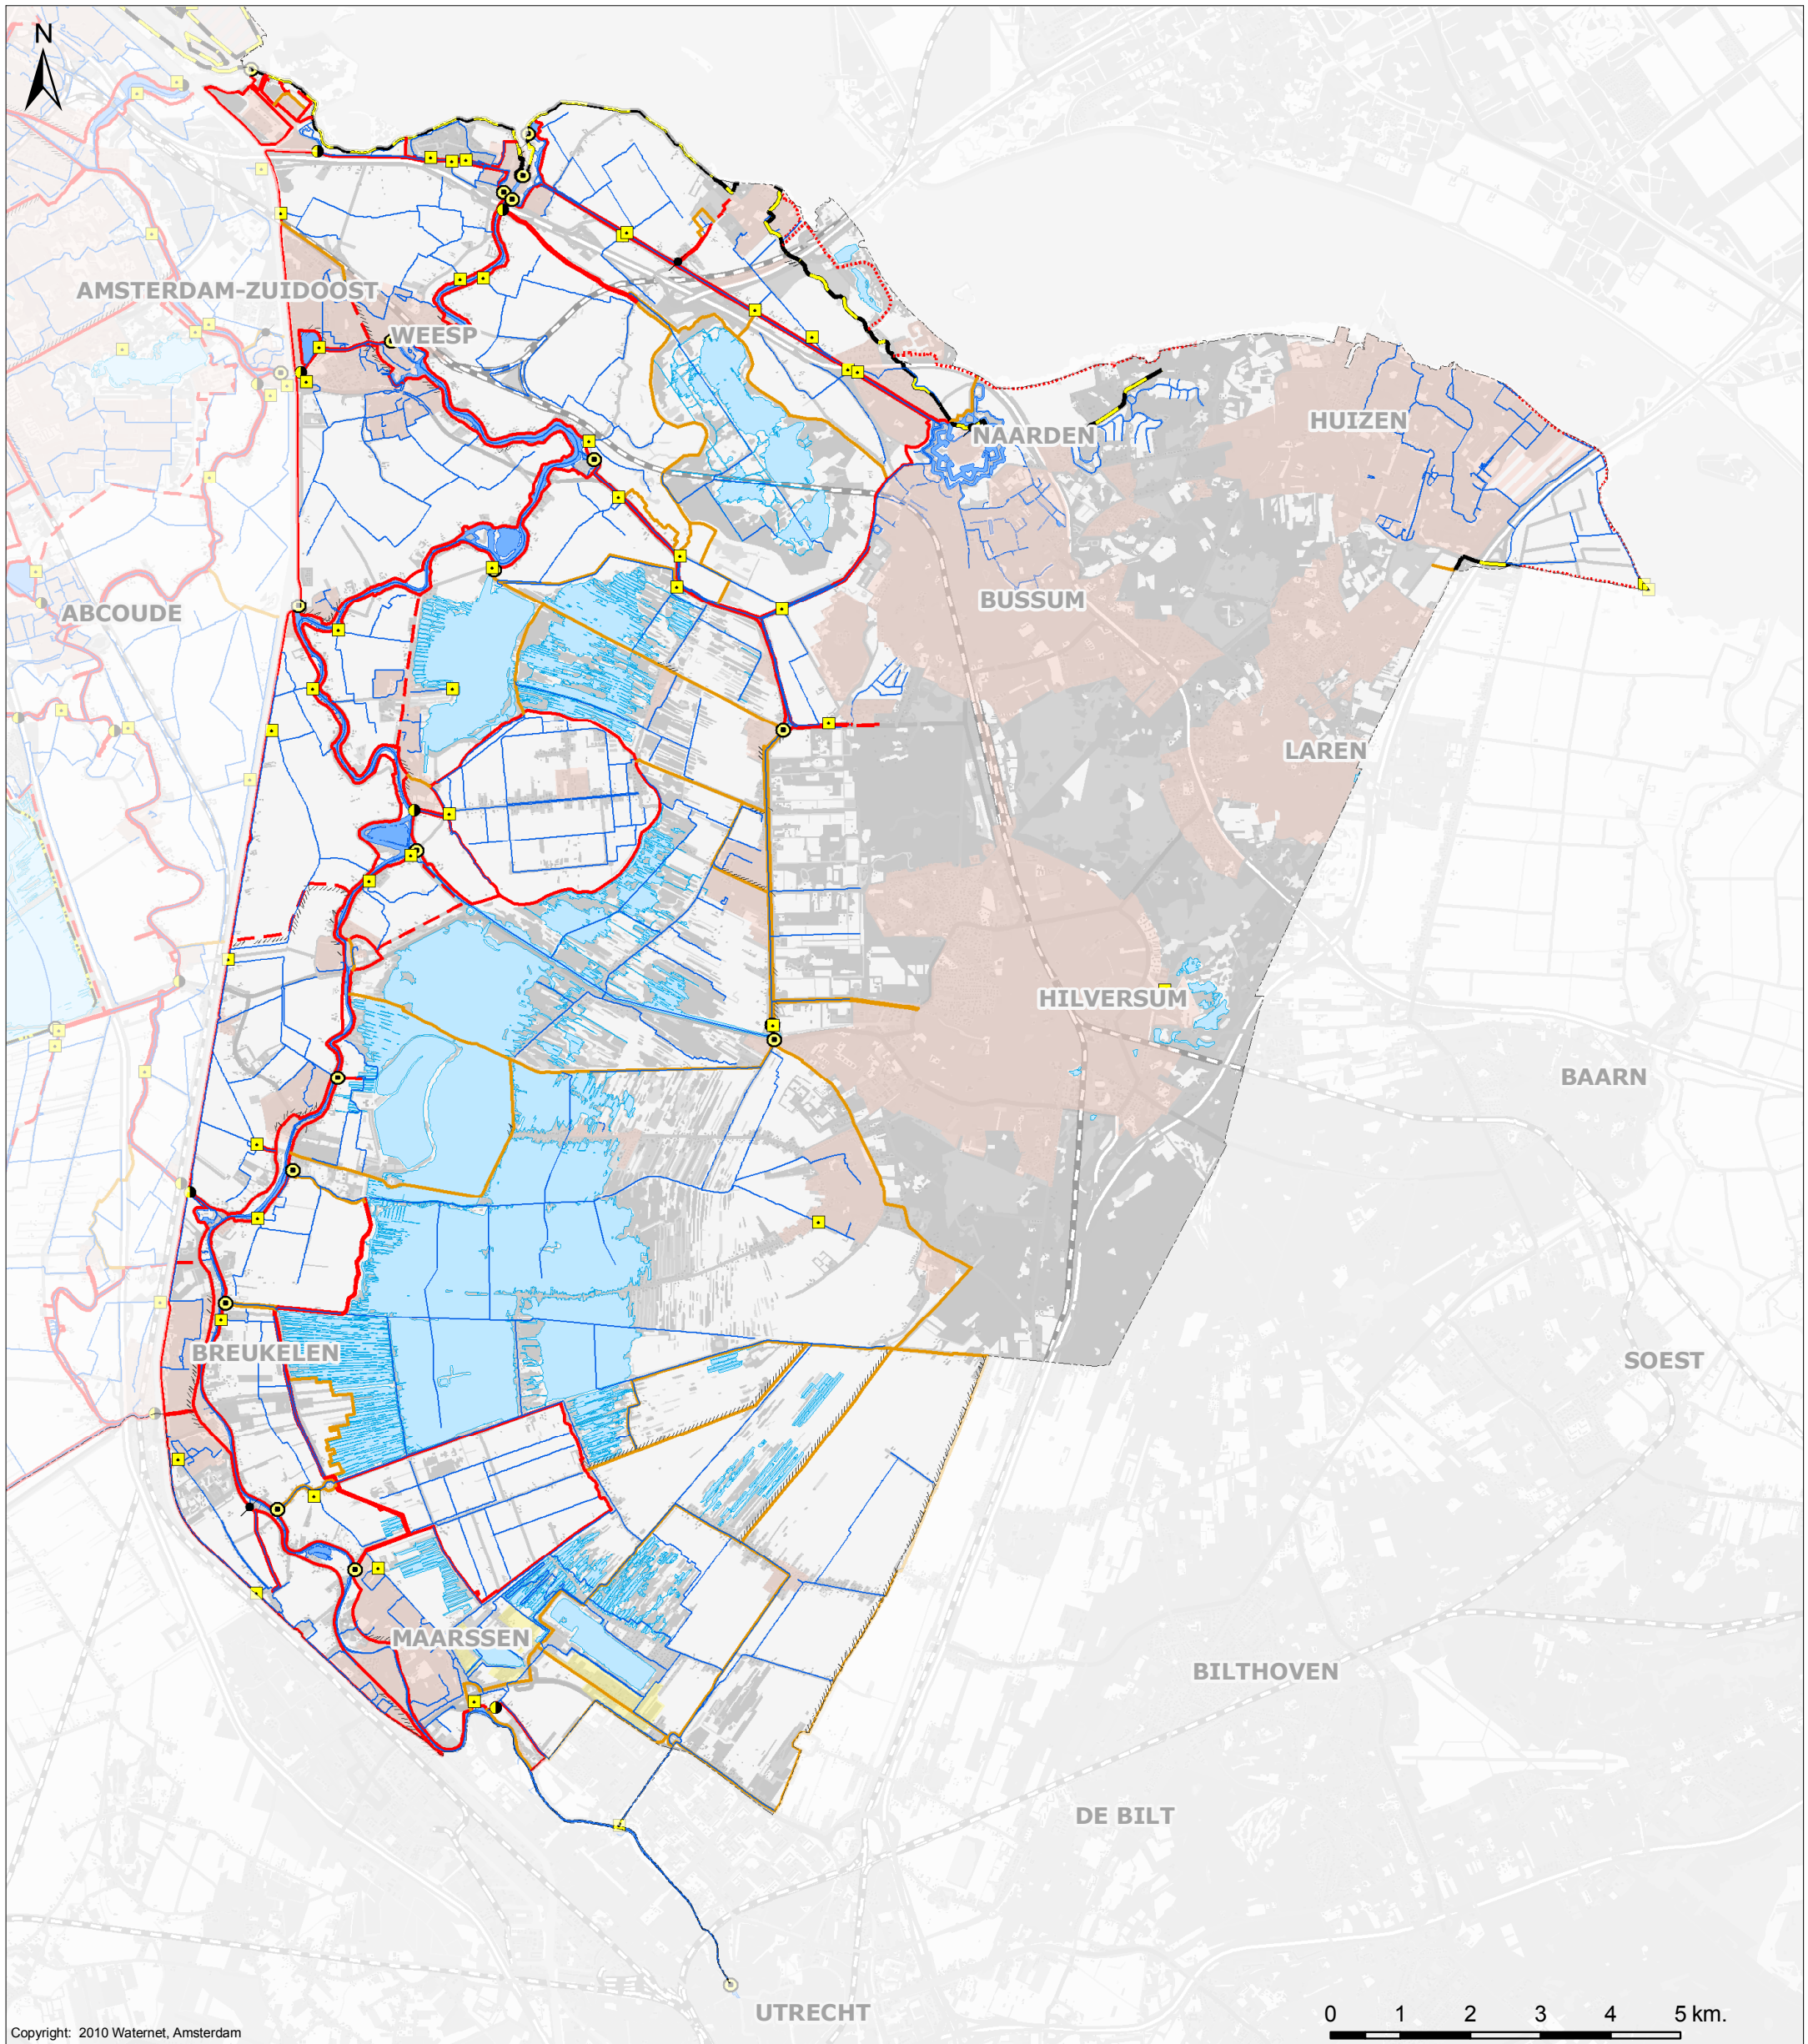 N
AMSTERDAM-ZUIDOOST
WEESP
NAARDEN
HUIZEN
ABCOUDE
BUSSUM
LAREN
HILVERSUM
BAARN
BREUKELEN
SOEST
MAARSSEN
BILTHOVEN
DE BILT
UTRECHT
0 1 2 3 4 5 km.
Copyright: 2010 Waternet, Amsterdam